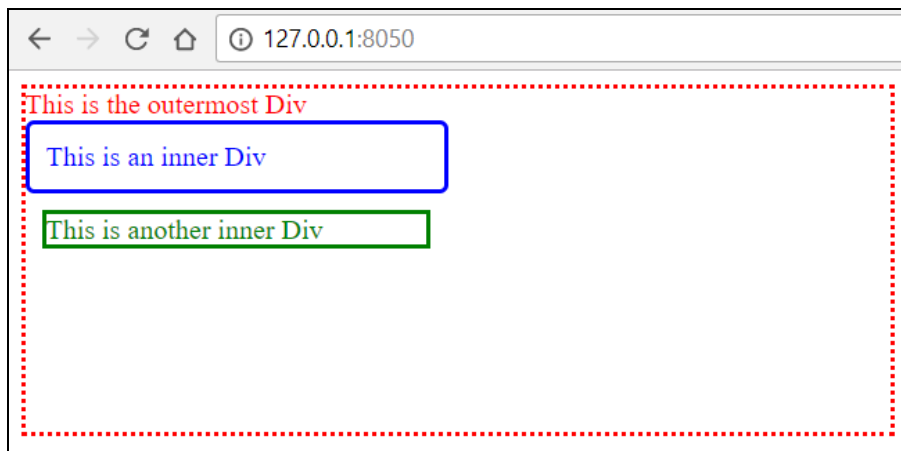 127.0.0.1:8050
This is the outermost Div
This is an inner Div
This is another inner Div